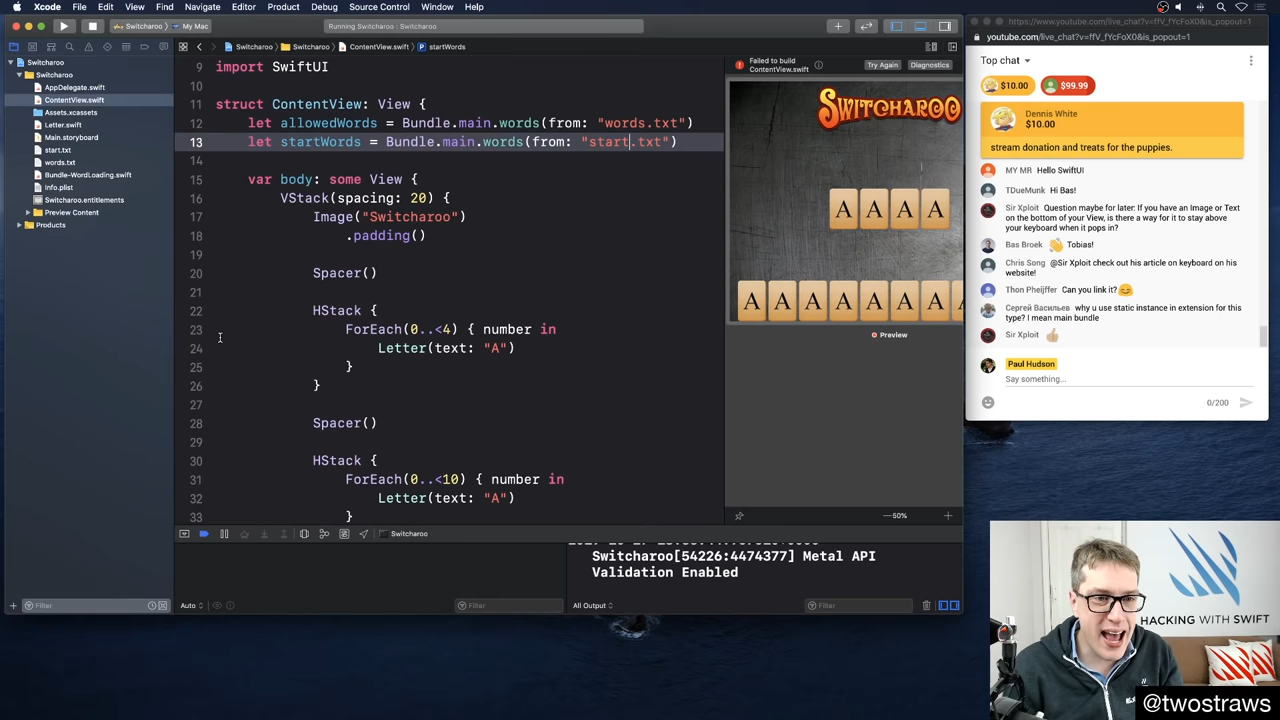 Xcode File Edit View Find Navigate Editor Product Debug Source Control Window Help
Switcharoo My Mac
Running Switcharoo
Switcharoo Switcharoo ContentView.swift startWords
Switcharoo
Switcharoo
AppDelegate.swift
ContentView.swift
Assets.xcassets
Letter.swift
Main.storyboard
start.txt
words.txt
Bundle-WordLoading.swift
Info.plist
Switcharoo.entitlements
Preview Content
Products
Filter
9 import SwiftUI
10
11 struct ContentView: View {
12 let allowedWords = Bundle.main.words(from: "words.txt")
13 let startWords = Bundle.main.words(from: "start.txt")
14
15 var body: some View {
16 VStack(spacing: 20) {
17 Image("Switcharoo")
18 .padding()
19
20 Spacer()
21
22 HStack {
23 ForEach(0..<4) { number in
24 Letter(text: "A")
25 }
26 }
27
28 Spacer()
29
30 HStack {
31 ForEach(0..<10) { number in
32 Letter(text: "A")
33 }
Failed to build
ContentView.swift
Try Again Diagnostics
SWITCHAROO
A A A A
A A A A A A A A
Preview
50%
Switcharoo
Switcharoo[54226:4474377] Metal API
Validation Enabled
Auto
Filter
All Output
Filter
https://www.youtube.com/live_chat?v=ffV_fYcFoX0&is_popout=1
youtube.com/live_chat?v=ffV_fYcFoX0&is_popout=1
Top chat
$10.00 $99.99
Dennis White
$10.00
stream donation and treats for the puppies.
MY MR Hello SwiftUI
TDueMunk Hi Bas!
Sir Xploit Question maybe for later: If you have an Image or Text
on the bottom of your View, is there a way for it to stay above
your keyboard when it pops in?
Bas Broek 👋 Tobias!
Chris Song @Sir Xploit check out his article on keyboard on his
website!
Thon Pheijffer Can you link it?😊
Сергей Васильев why u use static instance in extension for this
type? I mean main bundle
Sir Xploit 👍
Paul Hudson
Say something...
0/200
HACKING WITH SWIFT
@twostraws